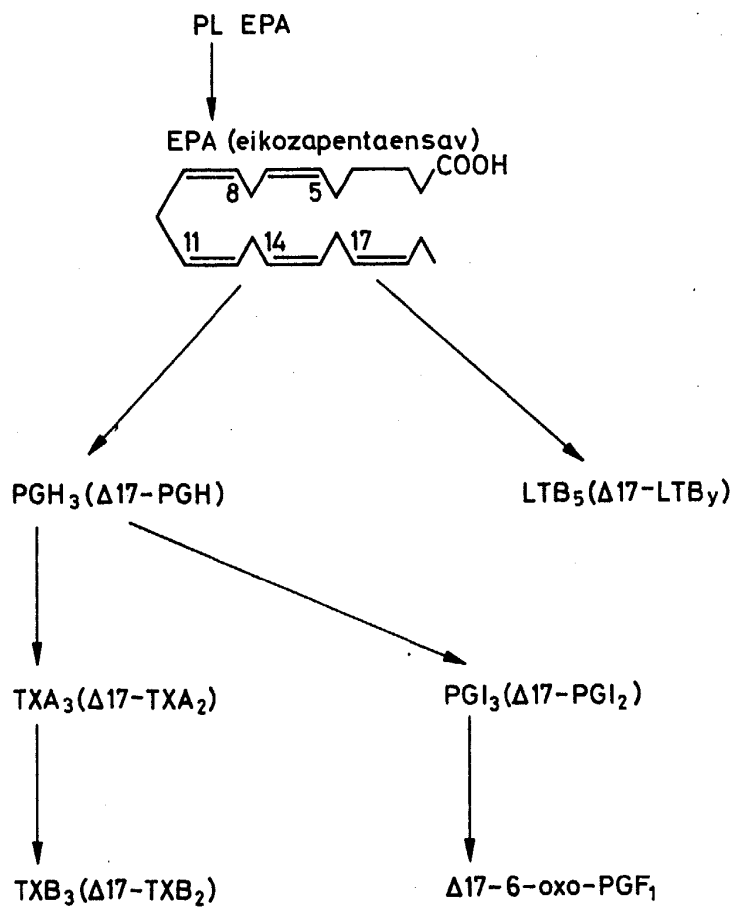 PL EPA
EPA (eikozapentaensav)
COOH
8 5
11 14 17
PGH₃(Δ17-PGH)
LTB₅(Δ17-LTBy)
TXA₃(Δ17-TXA₂)
PGI₃(Δ17-PGI₂)
TXB₃(Δ17-TXB₂)
Δ17-6-oxo-PGF₁